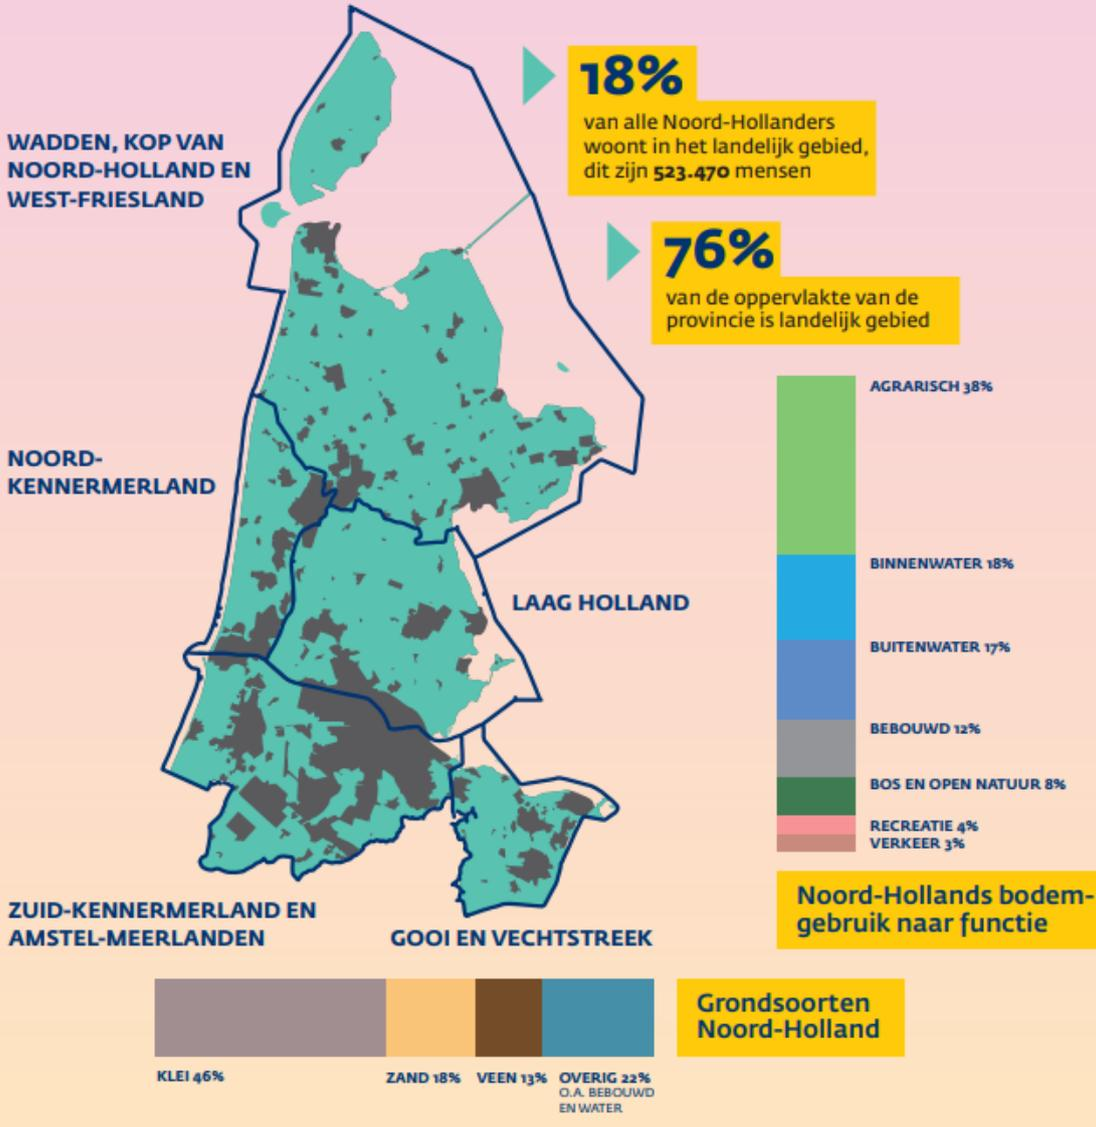 18%
van alle Noord-Hollanders
woont in het landelijk gebied,
dit zijn 523.470 mensen
WADDEN, KOP VAN
NOORD-HOLLAND EN
WEST-FRIESLAND
76%
van de oppervlakte van de
provincie is landelijk gebied
AGRARISCH 38%
NOORD-
KENNERMERLAND
BINNENWATER 18%
LAAG HOLLAND
BUITENWATER 17%
BEBOUWD 12%
BOS EN OPEN NATUUR 8%
RECREATIE 4%
VERKEER 3%
Noord-Hollands bodem-
gebruik naar functie
ZUID-KENNERMERLAND EN
AMSTEL-MEERLANDEN
GOOI EN VECHTSTREEK
Grondsoorten
Noord-Holland
KLEI 46%
ZAND 18%
VEEN 13%
OVERIG 22%
O.A. BEBOUWD
EN WATER